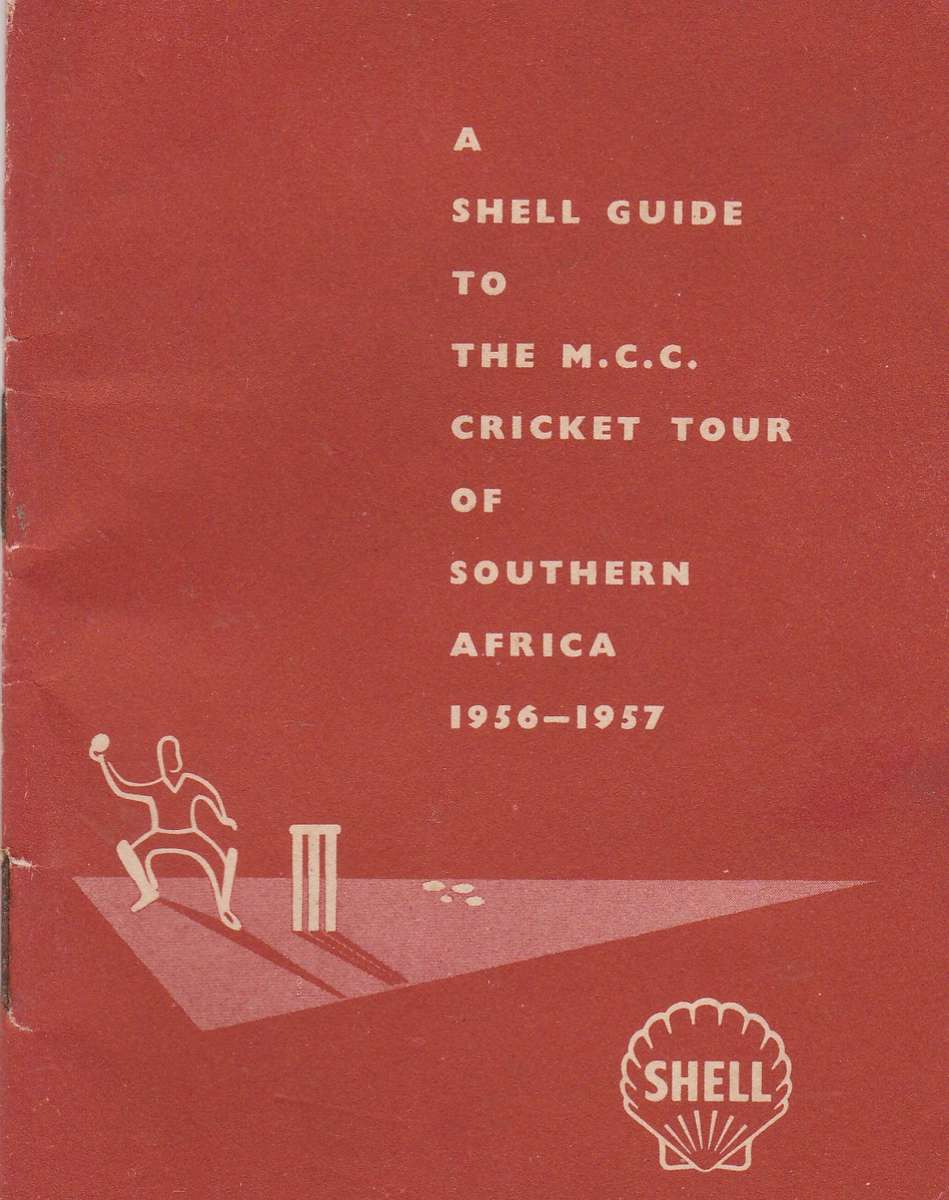 A
SHELL GUIDE
TO
THE M.C.C.
CRICKET TOUR
OF
SOUTHERN
AFRICA
1956–1957
SHELL